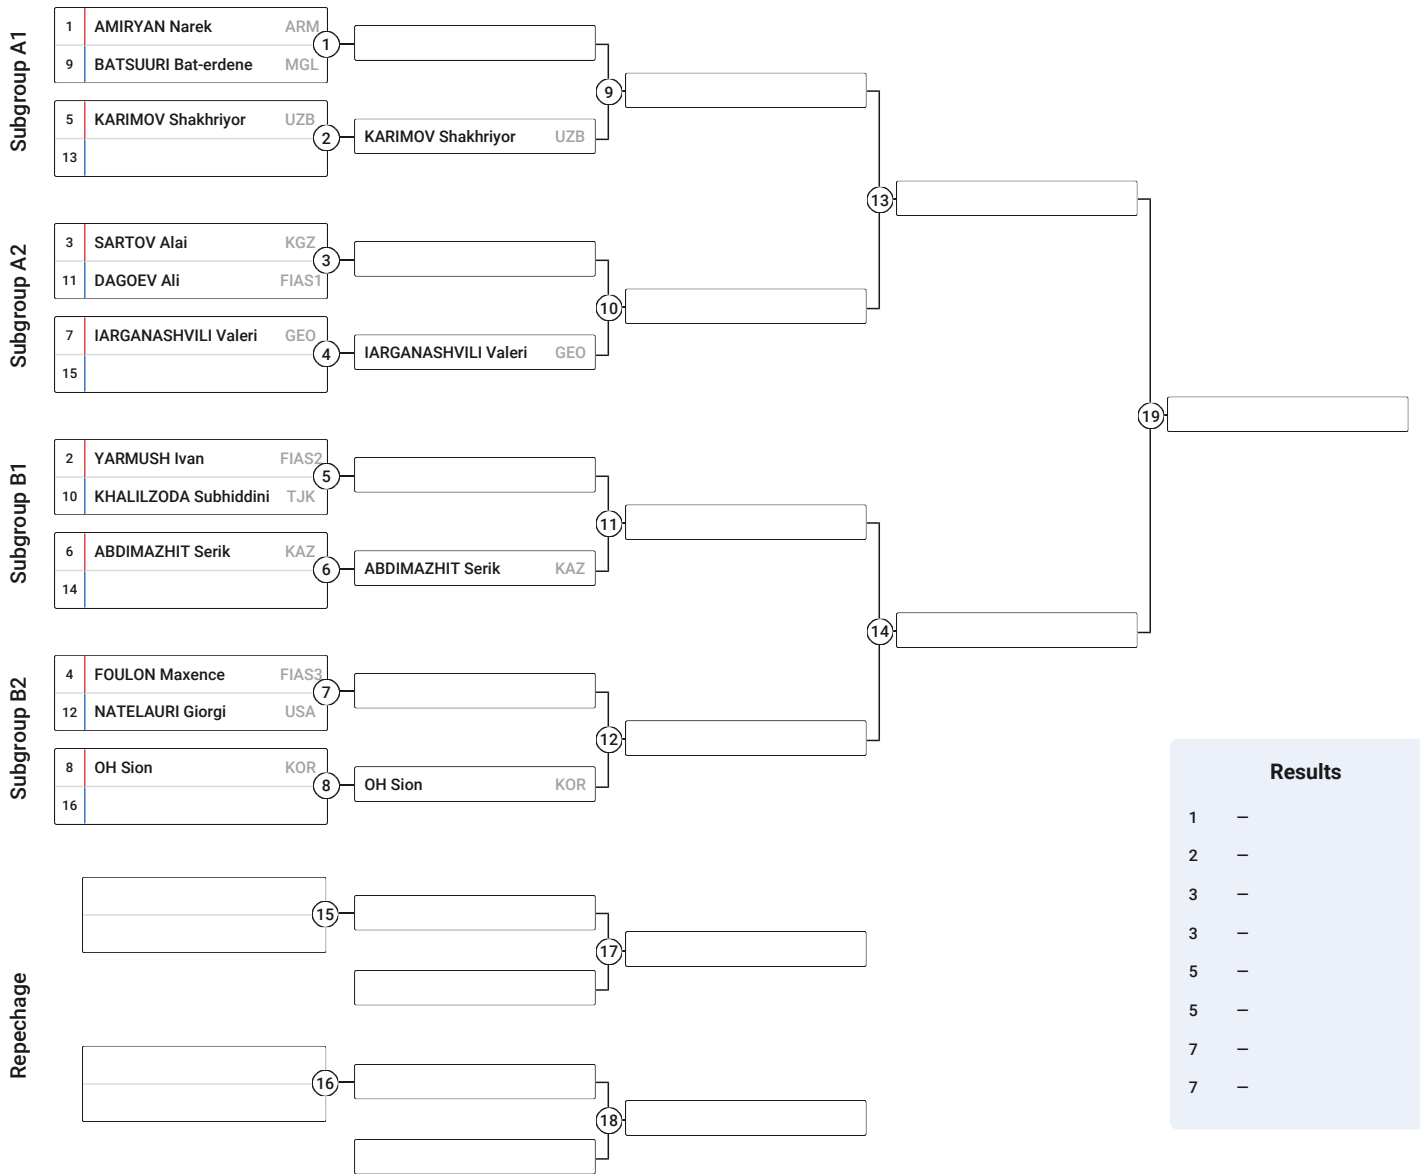 Subgroup A1
1 AMIRYAN Narek ARM
9 BATSUURI Bat-erdene MGL
1
5 KARIMOV Shakhriyor UZB
13
2
KARIMOV Shakhriyor UZB
9
Subgroup A2
3 SARTOV Alai KGZ
11 DAGOEV Ali FIAS1
3
7 IARGANASHVILI Valeri GEO
15
4
IARGANASHVILI Valeri GEO
10
13
Subgroup B1
2 YARMUSH Ivan FIAS2
10 KHALILZODA Subhiddini TJK
5
6 ABDIMAZHIT Serik KAZ
14
6
ABDIMAZHIT Serik KAZ
11
Subgroup B2
4 FOULON Maxence FIAS3
12 NATELAURI Giorgi USA
7
8 OH Sion KOR
16
8
OH Sion KOR
12
14
19
Repechage
15
17
16
18
Results
1 –
2 –
3 –
3 –
5 –
5 –
7 –
7 –